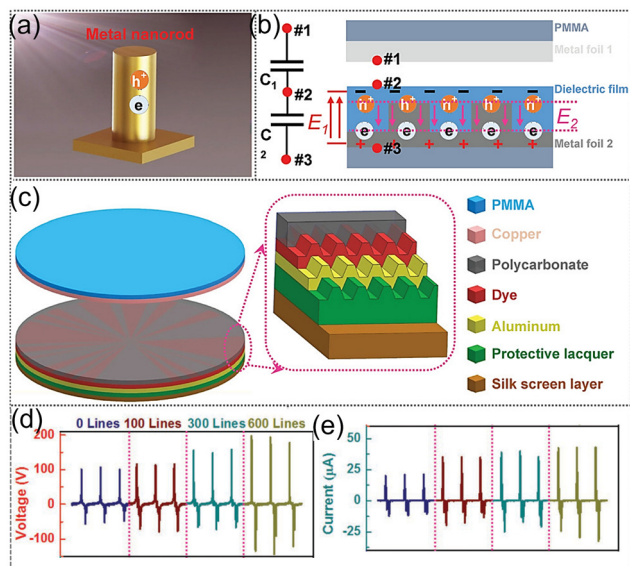 (a)
Metal nanorod
h+
e
(b)
#1
C1
#2
C
2
#3
PMMA
Metal foil 1
#1
#2
Dielectric film
E1
h+ h+ h+ h+ h+
E2
e e e e e
#3
Metal foil 2
(c)
PMMA
Copper
Polycarbonate
Dye
Aluminum
Protective lacquer
Silk screen layer
(d)
0 Lines 100 Lines 300 Lines 600 Lines
Voltage (V)
200
100
0
-100
(e)
Current (μA)
50
25
0
-25